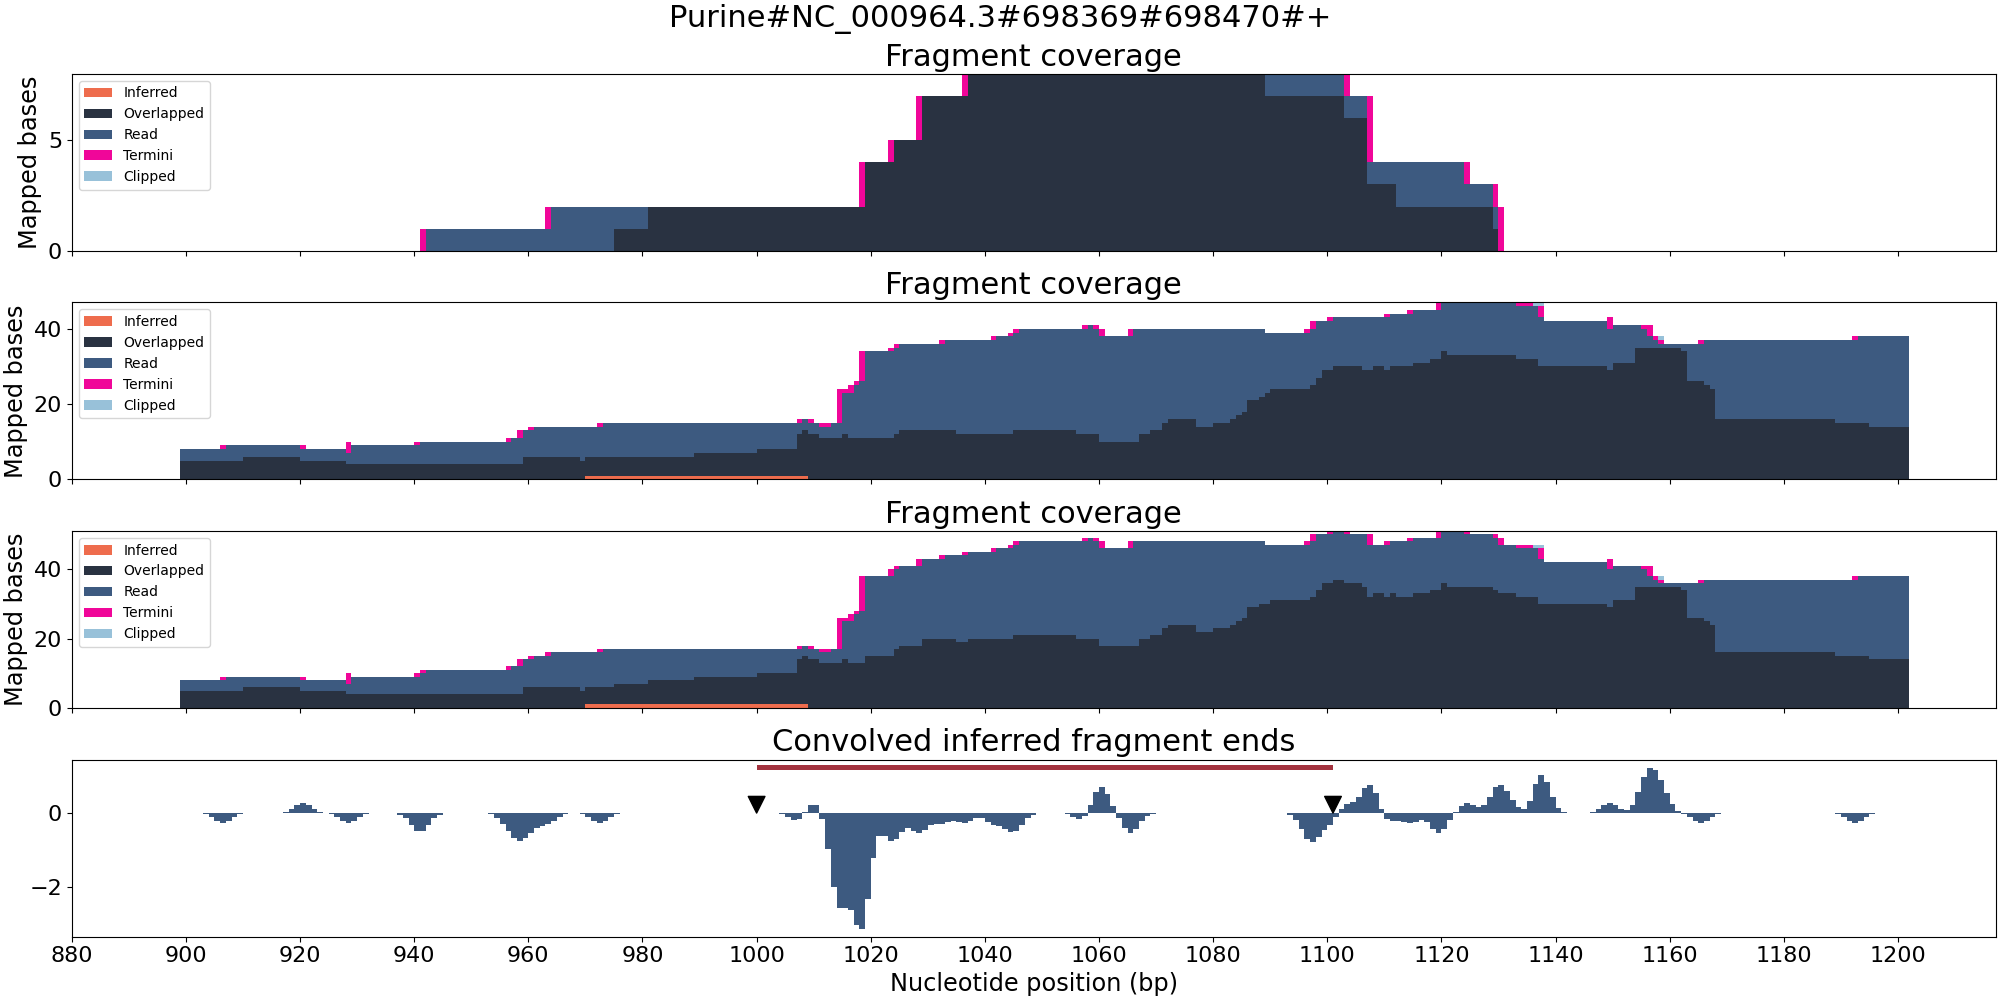 Purine#NC_000964.3#698369#698470#+
Fragment coverage
Mapped bases
5
0
Inferred
Overlapped
Read
Termini
Clipped
Fragment coverage
Mapped bases
40
20
0
Inferred
Overlapped
Read
Termini
Clipped
Fragment coverage
Mapped bases
40
20
0
Inferred
Overlapped
Read
Termini
Clipped
Convolved inferred fragment ends
0
−2
880 900 920 940 960 980 1000 1020 1040 1060 1080 1100 1120 1140 1160 1180 1200
Nucleotide position (bp)